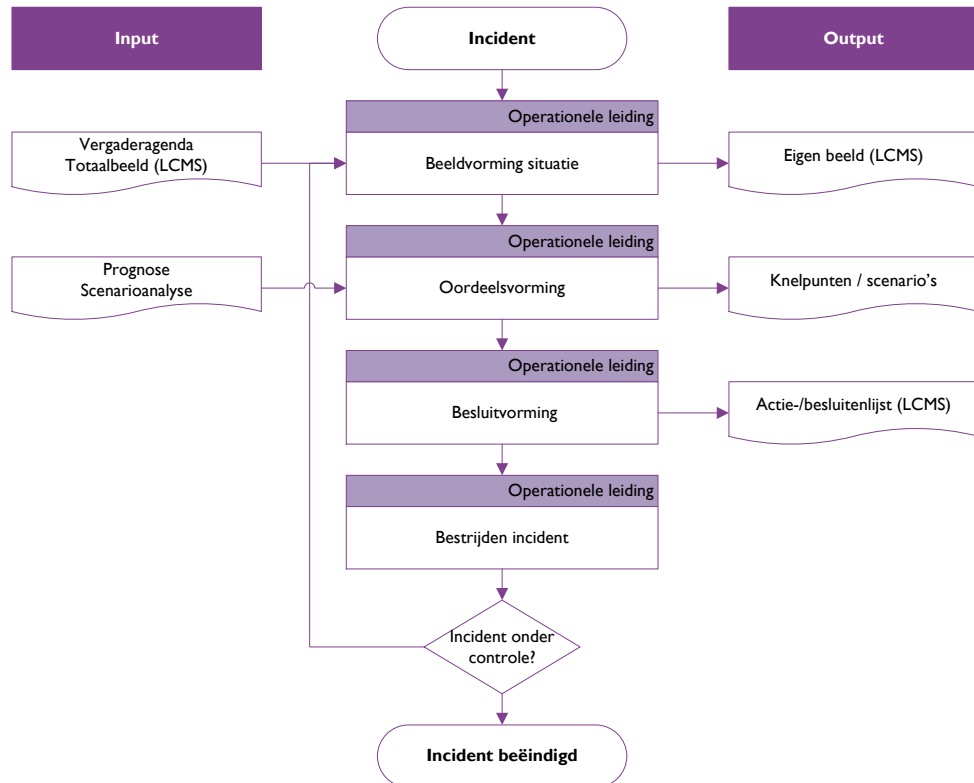 Input
Incident
Output
Operationele leiding
Vergaderagenda
Totaalbeeld (LCMS)
Beeldvorming situatie
Eigen beeld (LCMS)
Operationele leiding
Prognose
Scenarioanalyse
Oordeelsvorming
Knelpunten / scenario's
Operationele leiding
Besluitvorming
Actie-/besluitenlijst (LCMS)
Operationele leiding
Bestrijden incident
Incident onder
controle?
Incident beëindigd